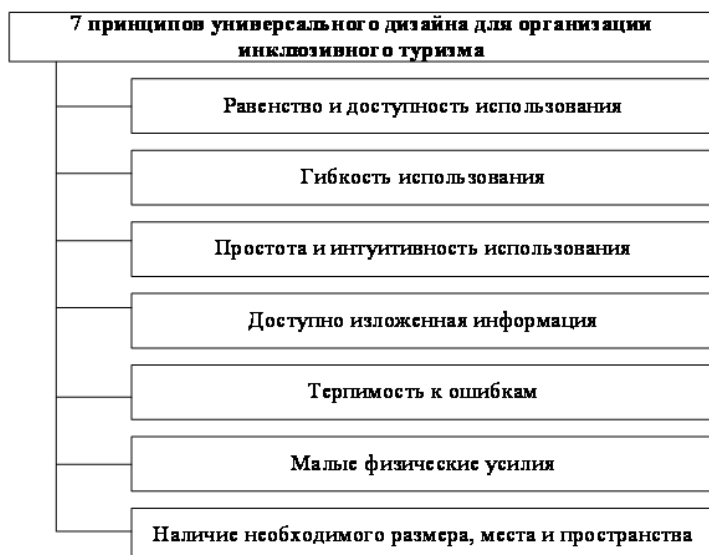 7 принципов универсального дизайна для организации
инклюзивного туризма
Равенство и доступность использования
Гибкость использования
Простота и интуитивность использования
Доступно изложенная информация
Терпимость к ошибкам
Малые физические усилия
Наличие необходимого размера, места и пространства